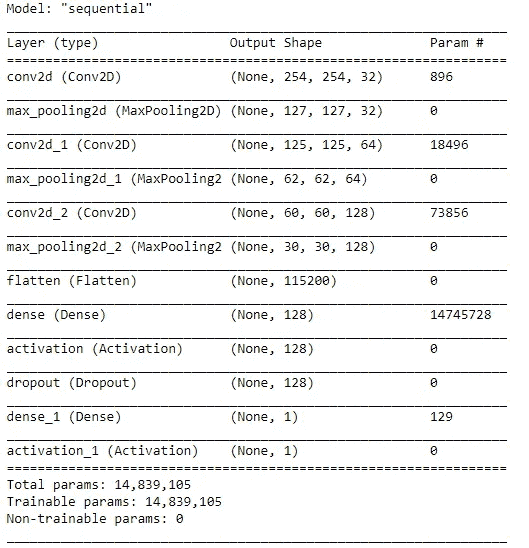 Model: "sequential"
Layer (type) Output Shape Param #
conv2d (Conv2D) (None, 254, 254, 32) 896
max_pooling2d (MaxPooling2D) (None, 127, 127, 32) 0
conv2d_1 (Conv2D) (None, 125, 125, 64) 18496
max_pooling2d_1 (MaxPooling2 (None, 62, 62, 64) 0
conv2d_2 (Conv2D) (None, 60, 60, 128) 73856
max_pooling2d_2 (MaxPooling2 (None, 30, 30, 128) 0
flatten (Flatten) (None, 115200) 0
dense (Dense) (None, 128) 14745728
activation (Activation) (None, 128) 0
dropout (Dropout) (None, 128) 0
dense_1 (Dense) (None, 1) 129
activation_1 (Activation) (None, 1) 0
Total params: 14,839,105
Trainable params: 14,839,105
Non-trainable params: 0